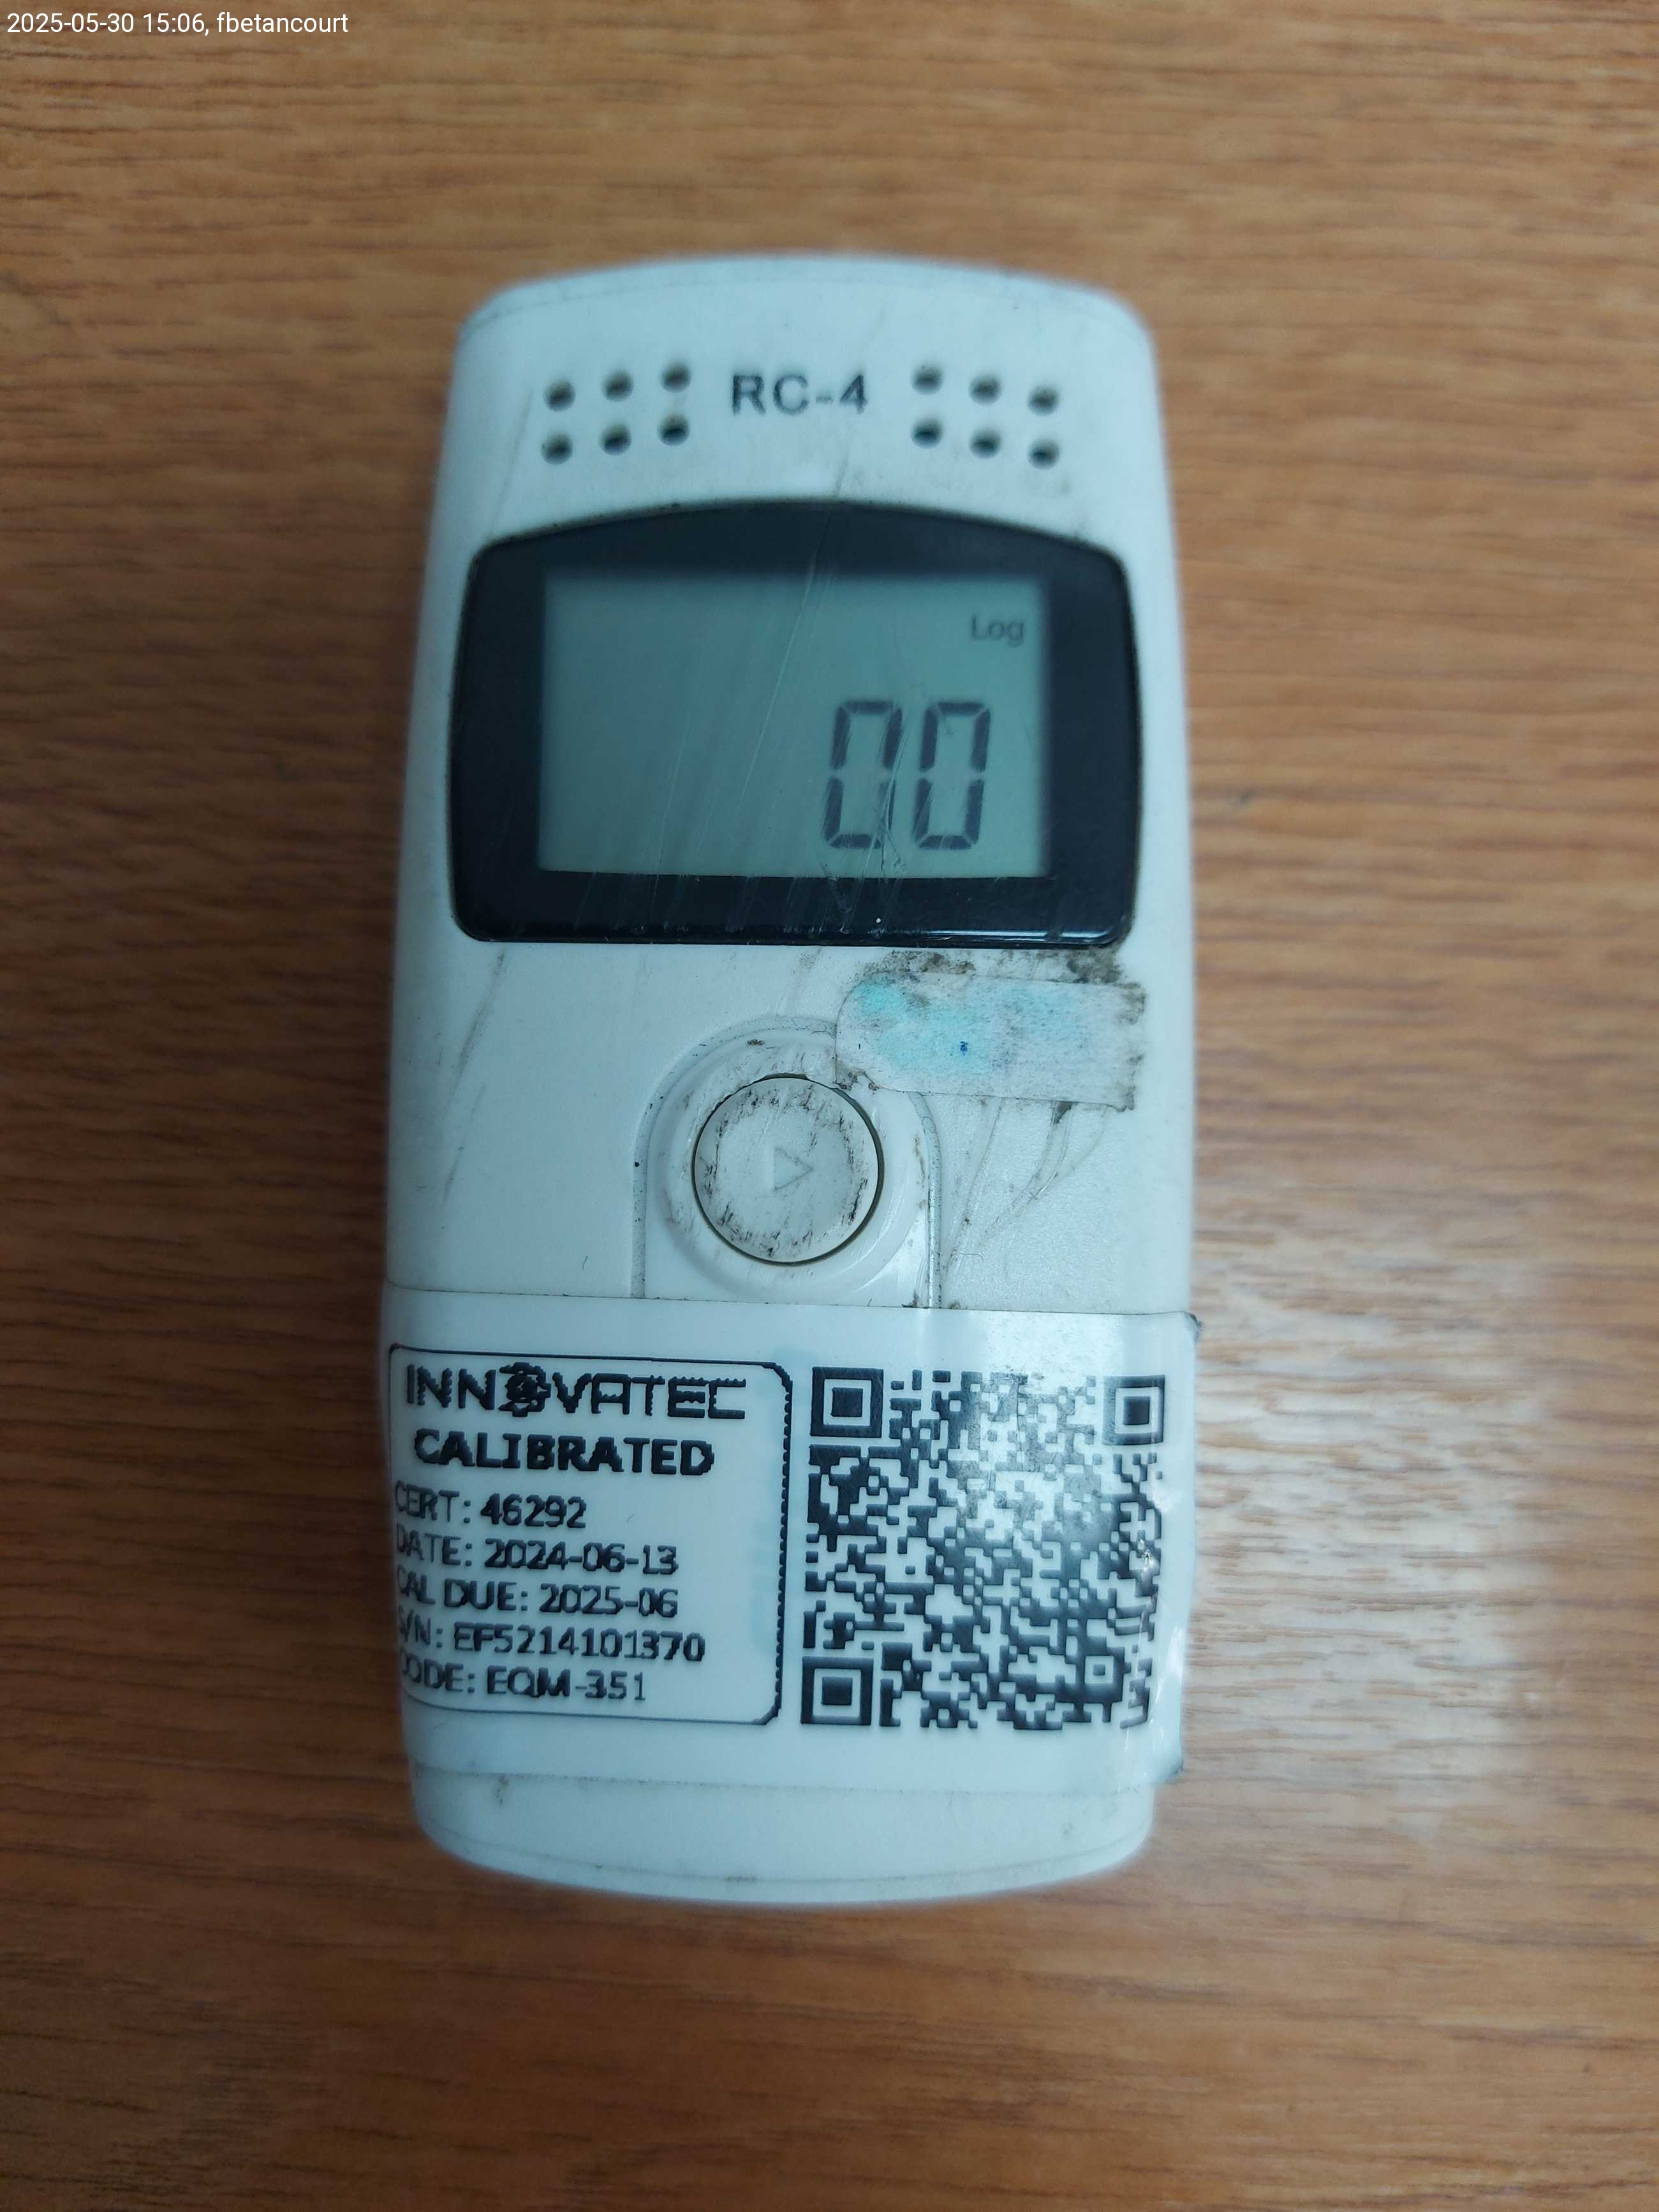 2025-05-30 15:06, fbetancourt
RC-4
Log
00
INNOVATEC
CALIBRATED
CERT: 46292
DATE: 2024-06-13
CAL DUE: 2025-06
S/N: EF5214101370
CODE: EQM-351